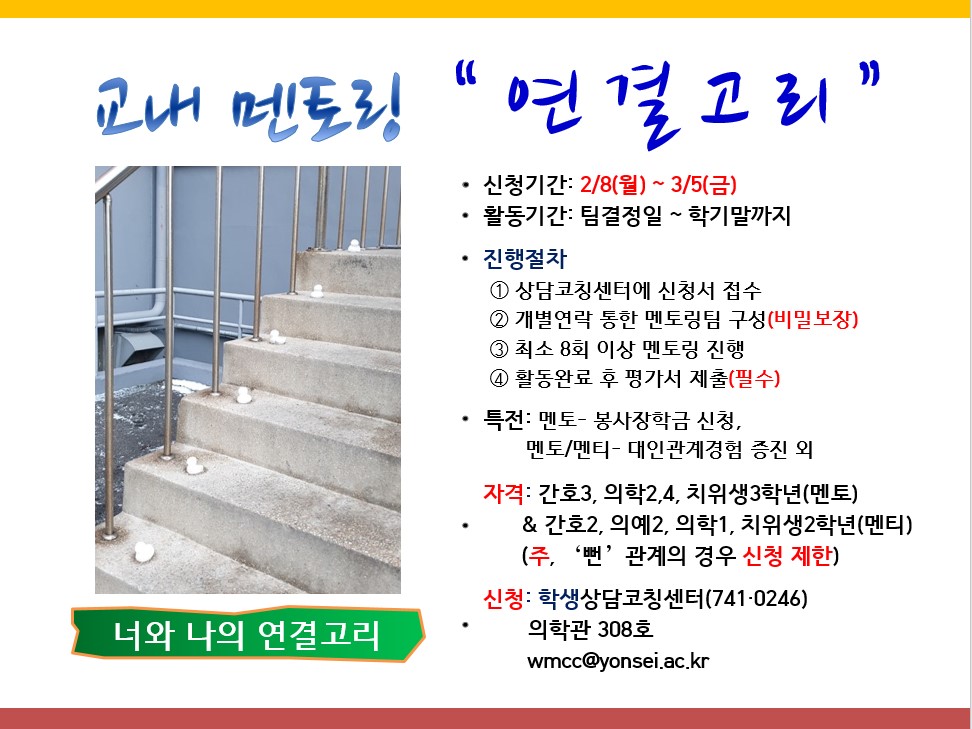 교내 멘토링 “연결고리”
• 신청기간: 2/8(월) ~ 3/5(금)
• 활동기간: 팀결정일 ~ 학기말까지
• 진행절차
① 상담코칭센터에 신청서 접수
② 개별연락 통한 멘토링팀 구성(비밀보장)
③ 최소 8회 이상 멘토링 진행
④ 활동완료 후 평가서 제출(필수)
• 특전: 멘토- 봉사장학금 신청,
멘토/멘티- 대인관계경험 증진 외
자격: 간호3, 의학2,4, 치위생3학년(멘토)
• & 간호2, 의예2, 의학1, 치위생2학년(멘티)
(주, ‘뻔’관계의 경우 신청 제한)
신청: 학생상담코칭센터(741·0246)
• 의학관 308호
wmcc@yonsei.ac.kr
너와 나의 연결고리